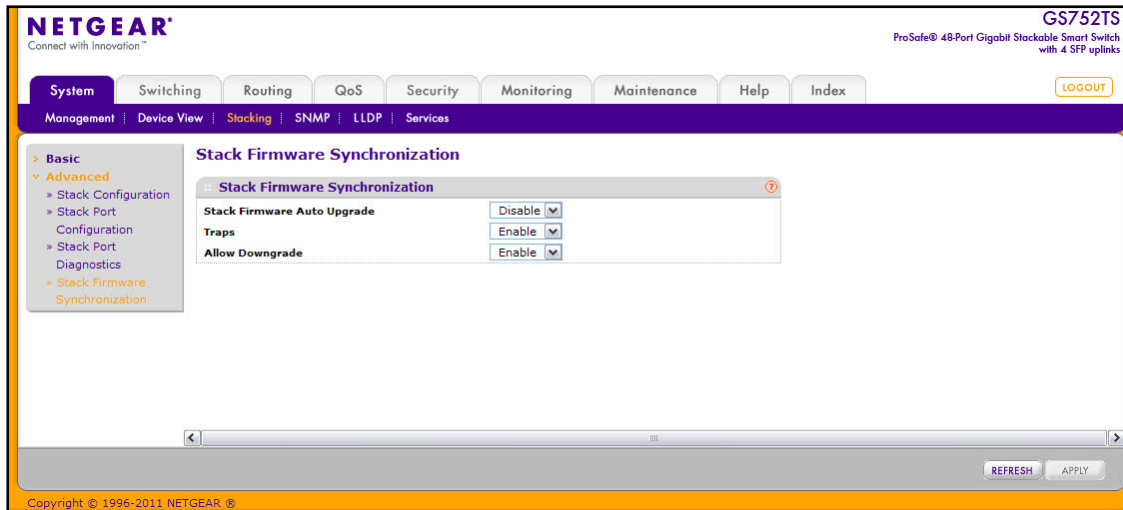 NETGEAR®
Connect with Innovation™
GS752TS
ProSafe® 48-Port Gigabit Stackable Smart Switch
with 4 SFP uplinks
System Switching Routing QoS Security Monitoring Maintenance Help Index
LOGOUT
Management | Device View | Stacking | SNMP | LLDP | Services
Basic
Advanced
» Stack Configuration
» Stack Port
Configuration
» Stack Port
Diagnostics
» Stack Firmware
Synchronization
Stack Firmware Synchronization
Stack Firmware Synchronization ?
Stack Firmware Auto Upgrade Disable
Traps Enable
Allow Downgrade Enable
REFRESH APPLY
Copyright © 1996-2011 NETGEAR ®